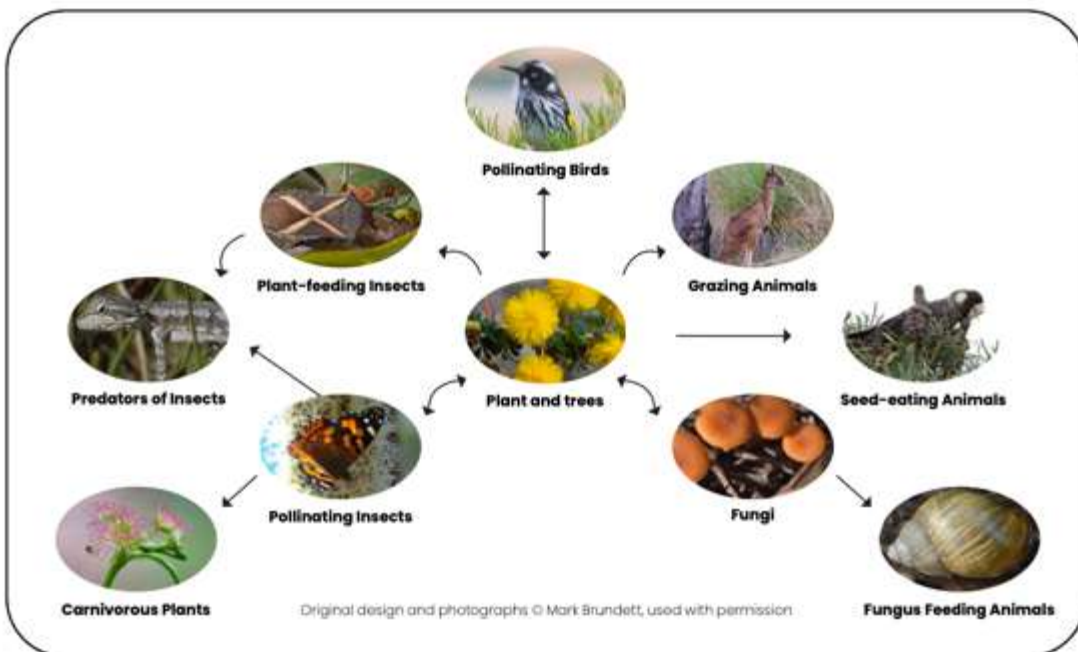 Pollinating Birds
Plant-feeding Insects
Grazing Animals
Predators of Insects
Plant and trees
Seed-eating Animals
Pollinating Insects
Fungi
Carnivorous Plants
Original design and photographs © Mark Brundett, used with permission
Fungus Feeding Animals